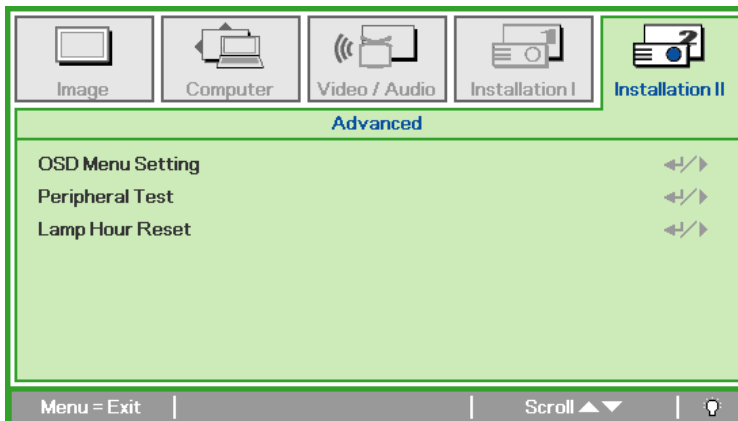 Image Computer Video / Audio Installation I Installation II
Advanced
OSD Menu Setting
Peripheral Test
Lamp Hour Reset
Menu = Exit Scroll